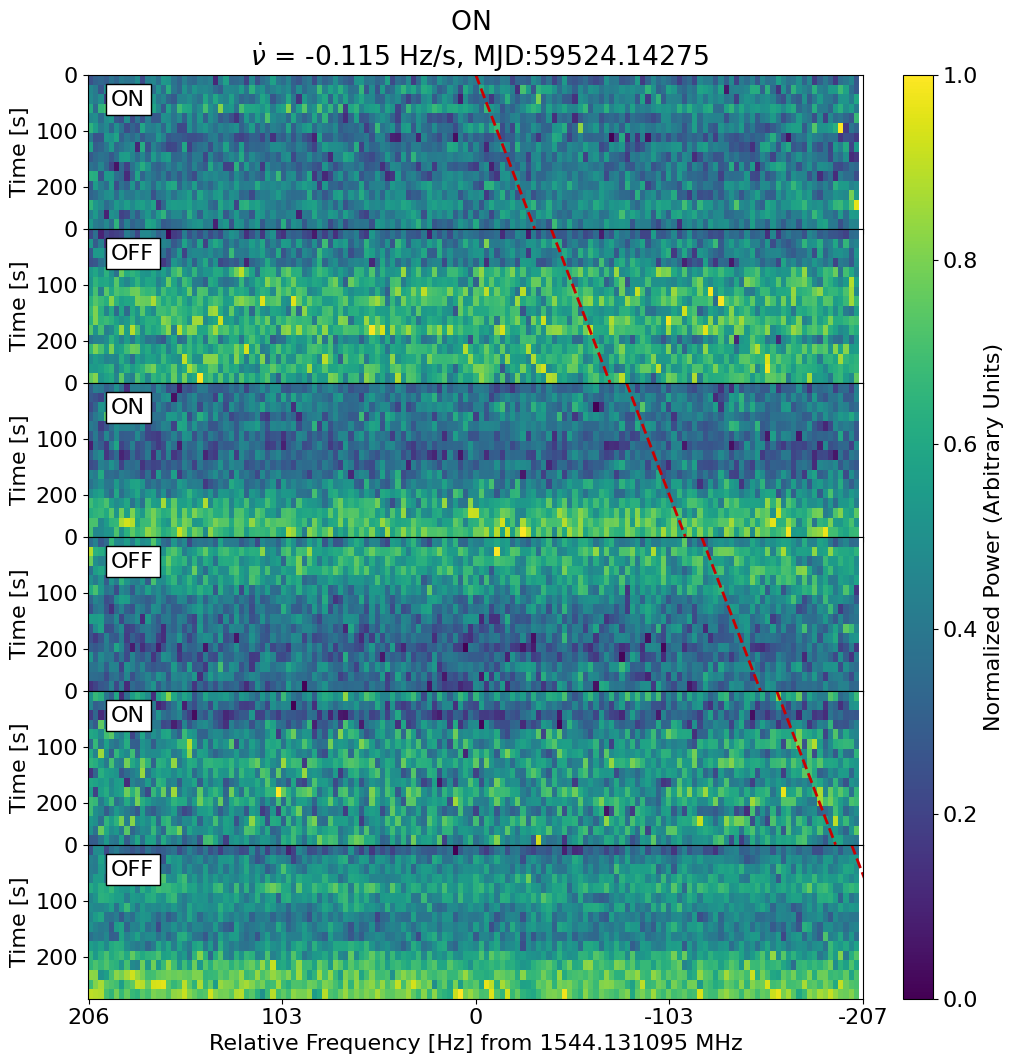 ON
ν̇ = -0.115 Hz/s, MJD:59524.14275
0
ON
100
200
Time [s]
0
OFF
100
200
Time [s]
0
ON
100
200
Time [s]
0
OFF
100
200
Time [s]
0
ON
100
200
Time [s]
0
OFF
100
200
Time [s]
206 103 0 -103 -207
Relative Frequency [Hz] from 1544.131095 MHz
1.0
0.8
0.6
0.4
0.2
0.0
Normalized Power (Arbitrary Units)